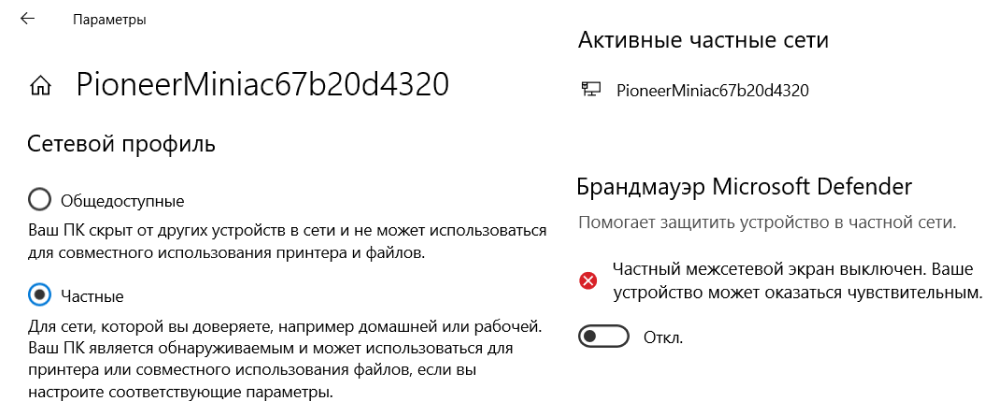 Параметры
PioneerMiniac67b20d4320
Сетевой профиль
Общедоступные
Ваш ПК скрыт от других устройств в сети и не может использоваться
для совместного использования принтера и файлов.
Частные
Для сети, которой вы доверяете, например домашней или рабочей.
Ваш ПК является обнаруживаемым и может использоваться для
принтера или совместного использования файлов, если вы
настроите соответствующие параметры.
Активные частные сети
PioneerMiniac67b20d4320
Брандмауэр Microsoft Defender
Помогает защитить устройство в частной сети.
Частный межсетевой экран выключен. Ваше
устройство может оказаться чувствительным.
Откл.